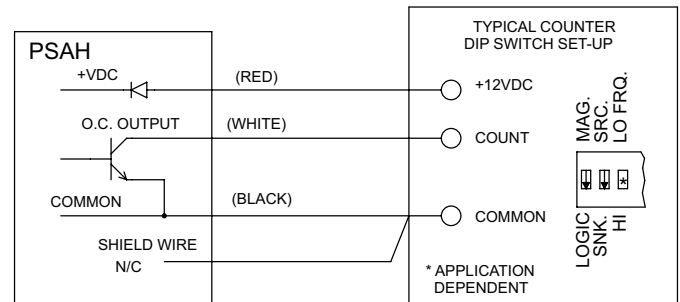 PSAH
+VDC
O.C. OUTPUT
COMMON
SHIELD WIRE
N/C
(RED)
(WHITE)
(BLACK)
TYPICAL COUNTER
DIP SWITCH SET-UP
+12VDC
COUNT
COMMON
MAG.
SRC.
LO FRQ.
*
LOGIC
SNK.
HI
* APPLICATION
DEPENDENT